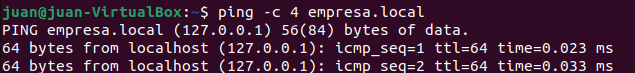 juan@juan-VirtualBox:~$ ping -c 4 empresa.local
PING empresa.local (127.0.0.1) 56(84) bytes of data.
64 bytes from localhost (127.0.0.1): icmp_seq=1 ttl=64 time=0.023 ms
64 bytes from localhost (127.0.0.1): icmp_seq=2 ttl=64 time=0.033 ms